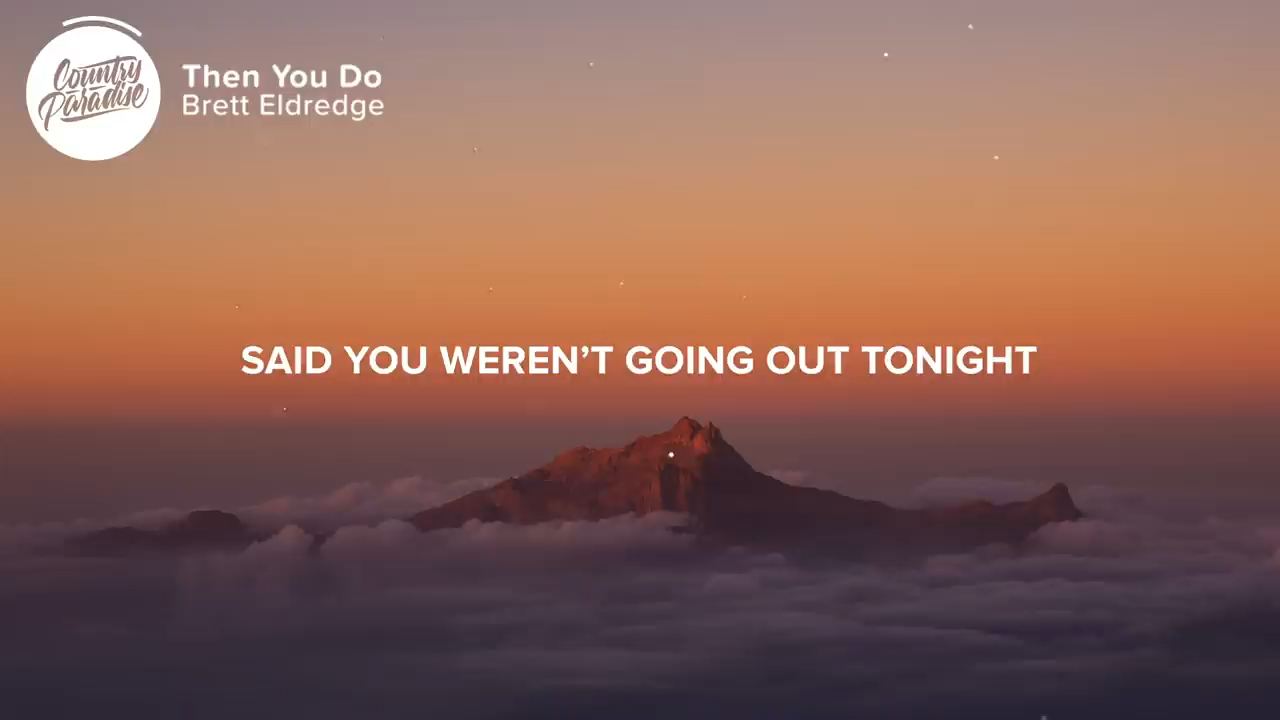 Country
Paradise
Then You Do
Brett Eldredge
SAID YOU WEREN’T GOING OUT TONIGHT